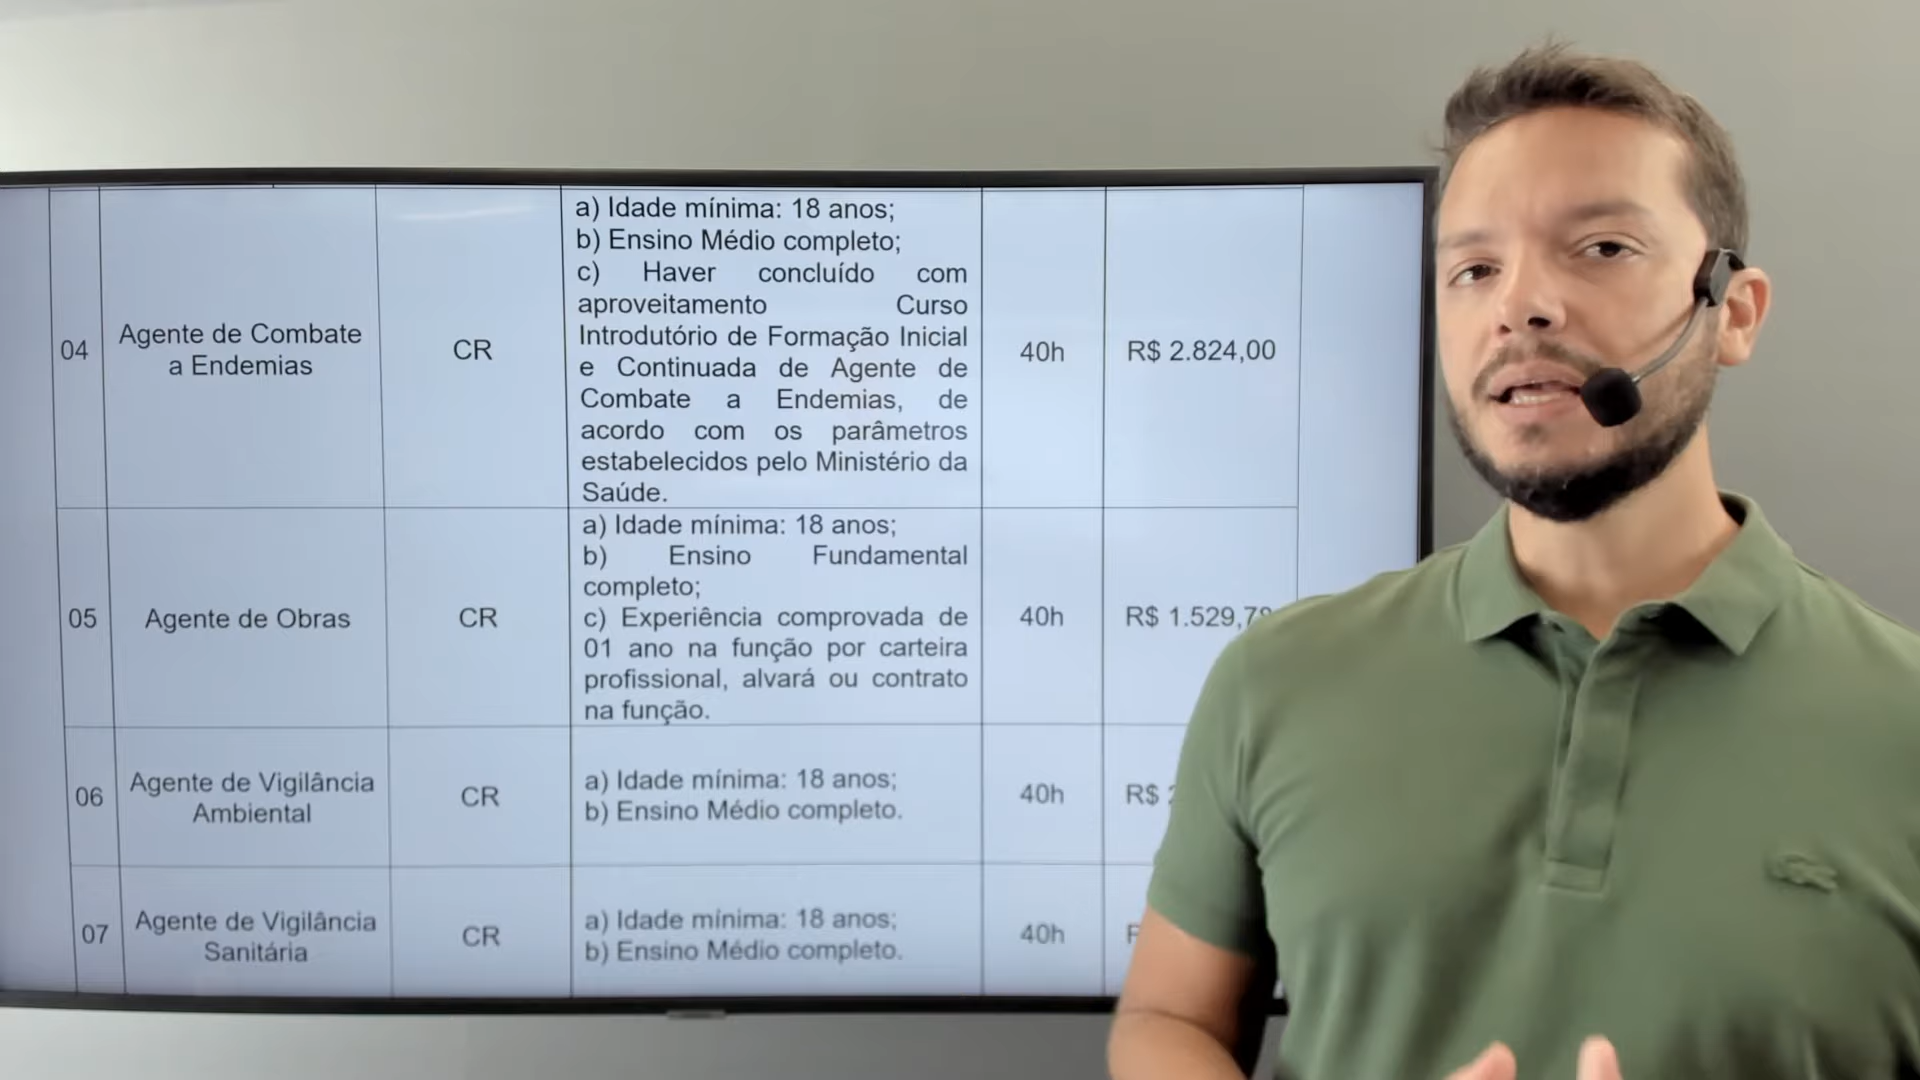 04
Agente de Combate
a Endemias
CR
a) Idade mínima: 18 anos;
b) Ensino Médio completo;
c) Haver concluído com
aproveitamento Curso
Introdutório de Formação Inicial
e Continuada de Agente de
Combate a Endemias, de
acordo com os parâmetros
estabelecidos pelo Ministério da
Saúde.
40h
R$ 2.824,00
05
Agente de Obras
CR
a) Idade mínima: 18 anos;
b) Ensino Fundamental
completo;
c) Experiência comprovada de
01 ano na função por carteira
profissional, alvará ou contrato
na função.
40h
R$ 1.529,7
06
Agente de Vigilância
Ambiental
CR
a) Idade mínima: 18 anos;
b) Ensino Médio completo.
40h
R$
07
Agente de Vigilância
Sanitária
CR
a) Idade mínima: 18 anos;
b) Ensino Médio completo.
40h